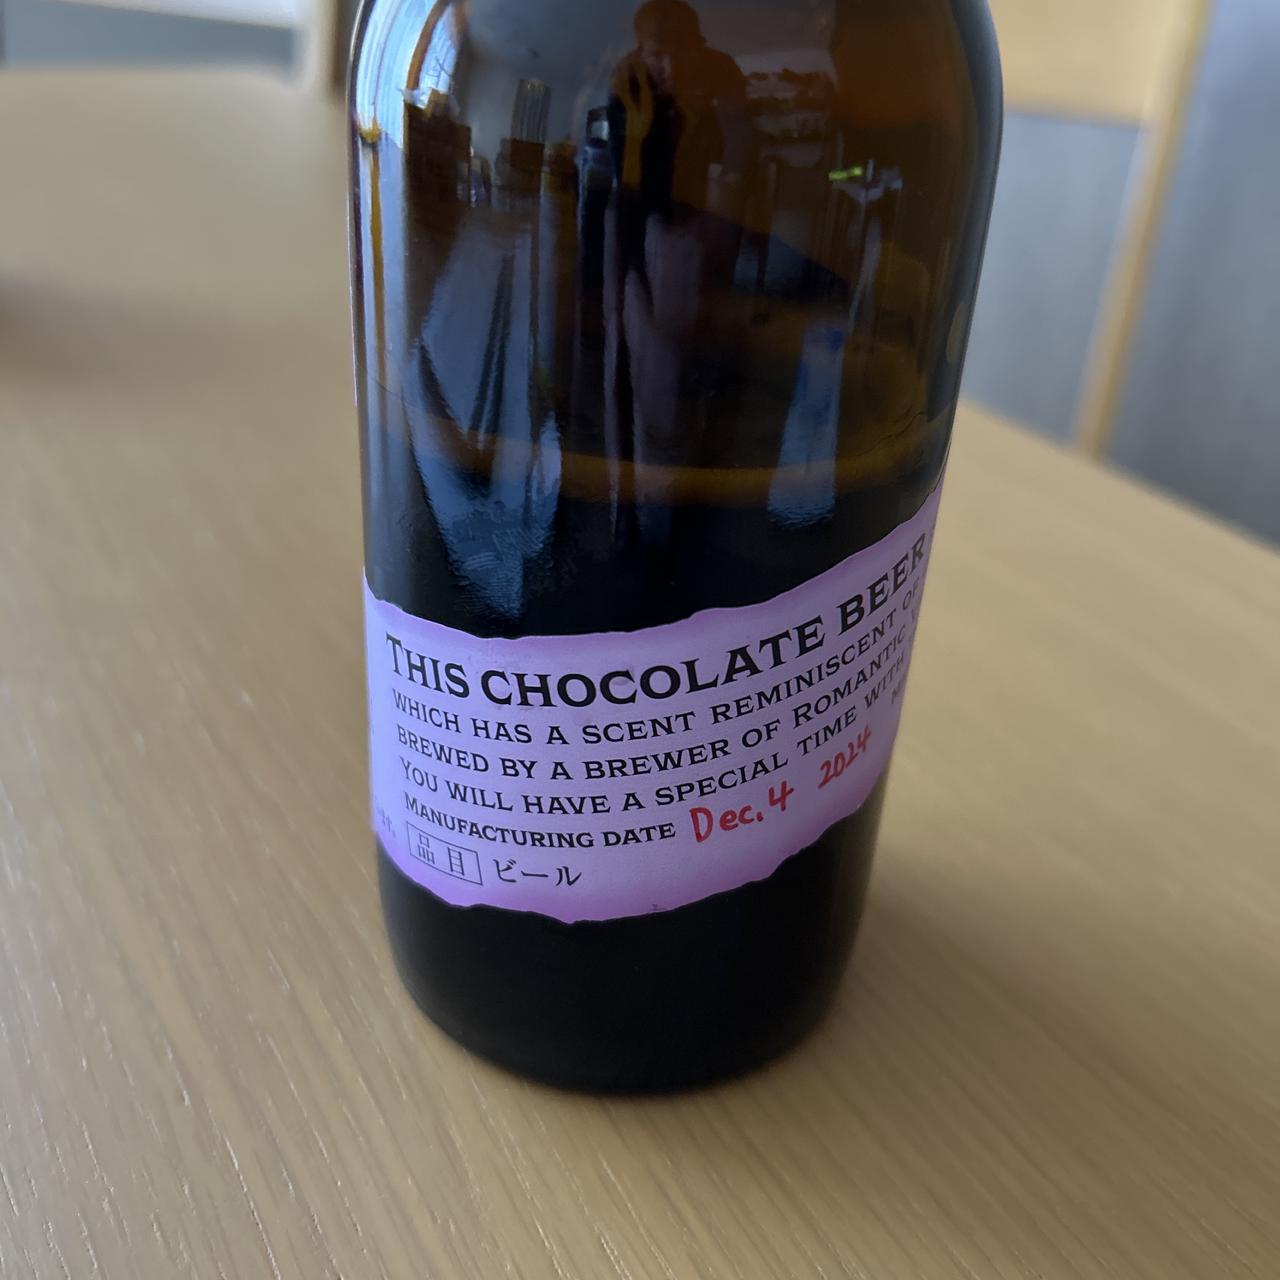 THIS CHOCOLATE BEER
WHICH HAS A SCENT REMINISCENT OF
BREWED BY A BREWER OF ROMANTIC
YOU WILL HAVE A SPECIAL TIME WITH
MANUFACTURING DATE Dec. 4 2024
品目 ビール